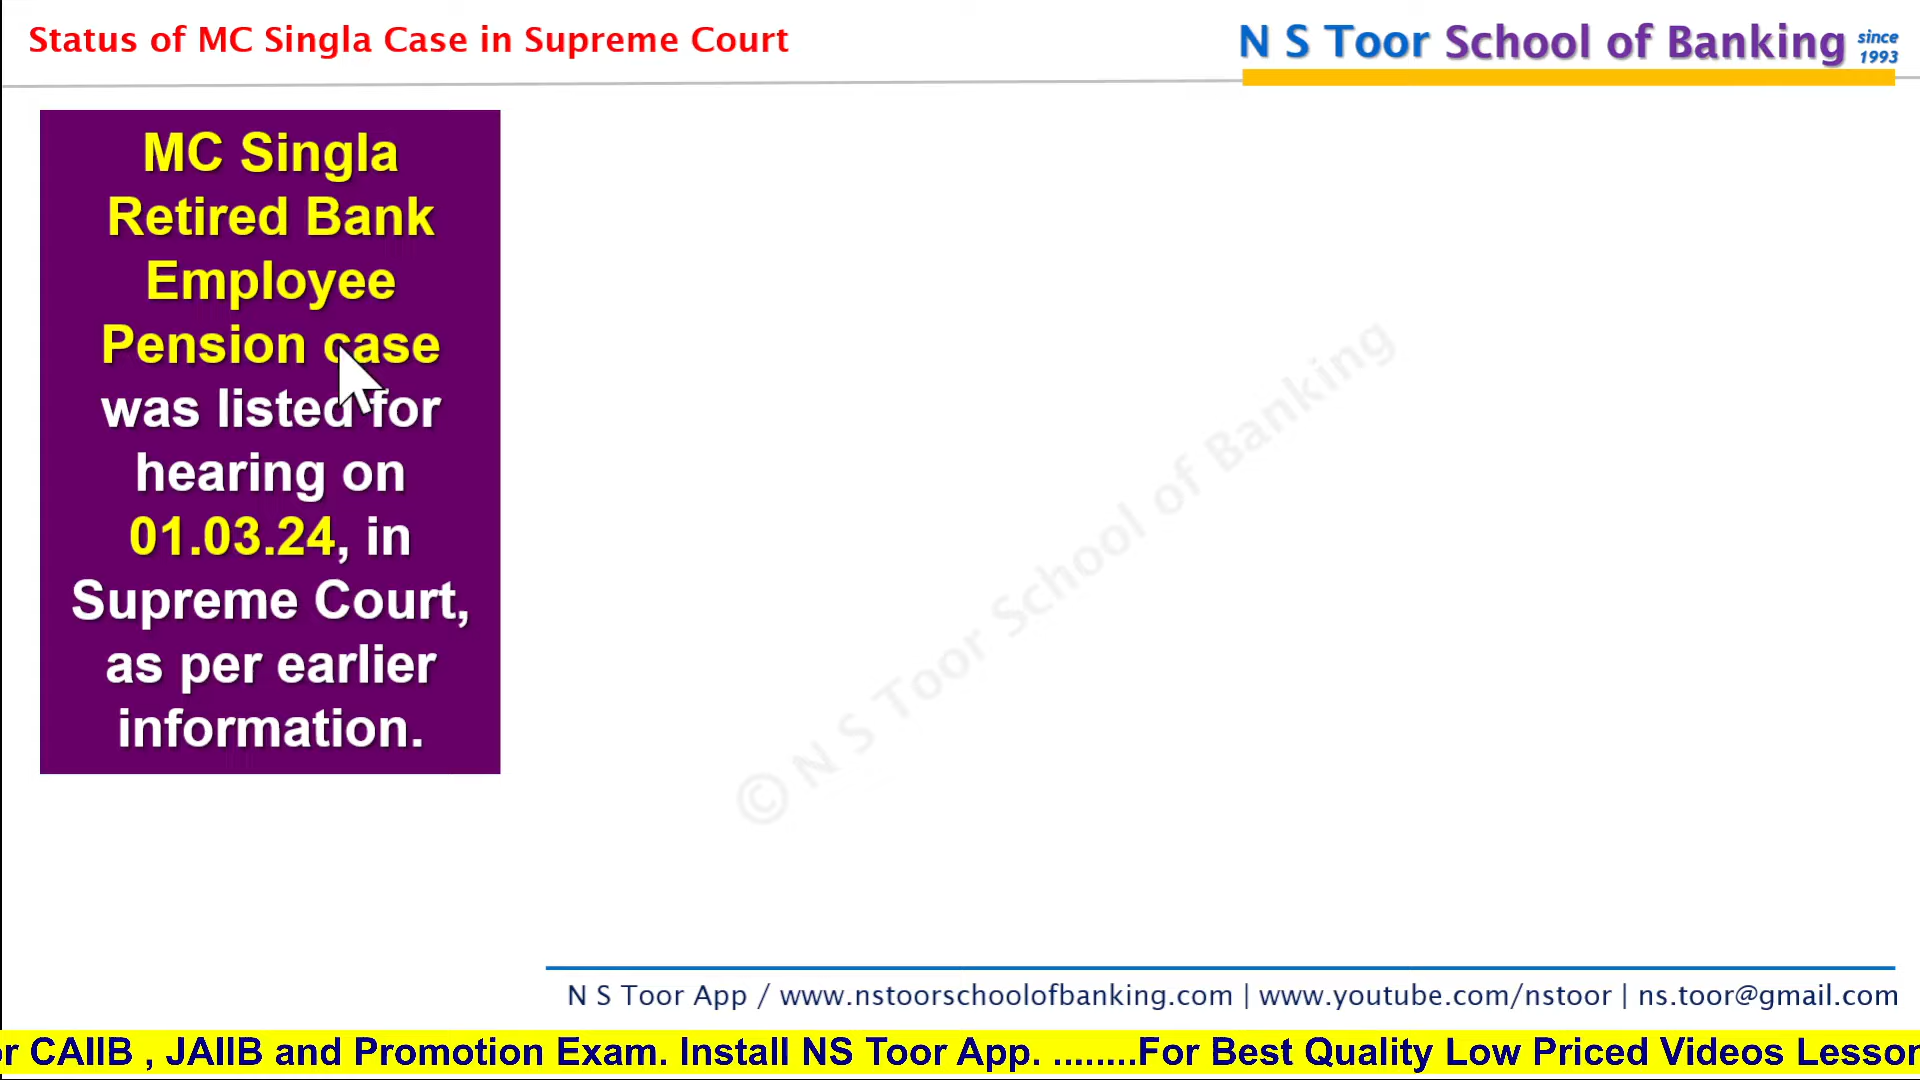 Status of MC Singla Case in Supreme Court
N S Toor School of Banking since 1993
MC Singla
Retired Bank
Employee
Pension case
was listed for
hearing on
01.03.24, in
Supreme Court,
as per earlier
information.
© N S Toor School of Banking
N S Toor App / www.nstoorschoolofbanking.com | www.youtube.com/nstoor | ns.toor@gmail.com
r CAIIB , JAIIB and Promotion Exam. Install NS Toor App. ........For Best Quality Low Priced Videos Lesson